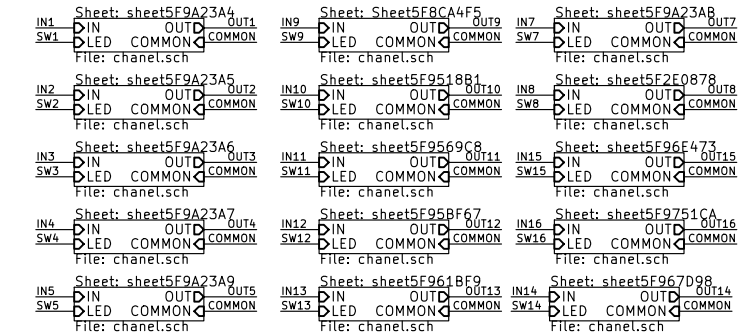 Sheet: sheet5F9A23A4
IN1 IN OUT OUT1
SW1 LED COMMON COMMON
File: chanel.sch
Sheet: Sheet5F8CA4F5
IN9 IN OUT OUT9
SW9 LED COMMON COMMON
File: chanel.sch
Sheet: sheet5F9A23AB
IN7 IN OUT OUT7
SW7 LED COMMON COMMON
File: chanel.sch
Sheet: sheet5F9A23A5
IN2 IN OUT OUT2
SW2 LED COMMON COMMON
File: chanel.sch
Sheet: sheet5F9518B1
IN10 IN OUT OUT10
SW10 LED COMMON COMMON
File: chanel.sch
Sheet: sheet5F2E0878
IN8 IN OUT OUT8
SW8 LED COMMON COMMON
File: chanel.sch
Sheet: sheet5F9A23A6
IN3 IN OUT OUT3
SW3 LED COMMON COMMON
File: chanel.sch
Sheet: sheet5F9569C8
IN11 IN OUT OUT11
SW11 LED COMMON COMMON
File: chanel.sch
Sheet: sheet5F96E473
IN15 IN OUT OUT15
SW15 LED COMMON COMMON
File: chanel.sch
Sheet: sheet5F9A23A7
IN4 IN OUT OUT4
SW4 LED COMMON COMMON
File: chanel.sch
Sheet: sheet5F95BF67
IN12 IN OUT OUT12
SW12 LED COMMON COMMON
File: chanel.sch
Sheet: sheet5F9751CA
IN16 IN OUT OUT16
SW16 LED COMMON COMMON
File: chanel.sch
Sheet: sheet5F9A23A9
IN5 IN OUT OUT5
SW5 LED COMMON COMMON
File: chanel.sch
Sheet: sheet5F961BF9
IN13 IN OUT OUT13
SW13 LED COMMON COMMON
File: chanel.sch
Sheet: sheet5F967D98
IN14 IN OUT OUT14
SW14 LED COMMON COMMON
File: chanel.sch